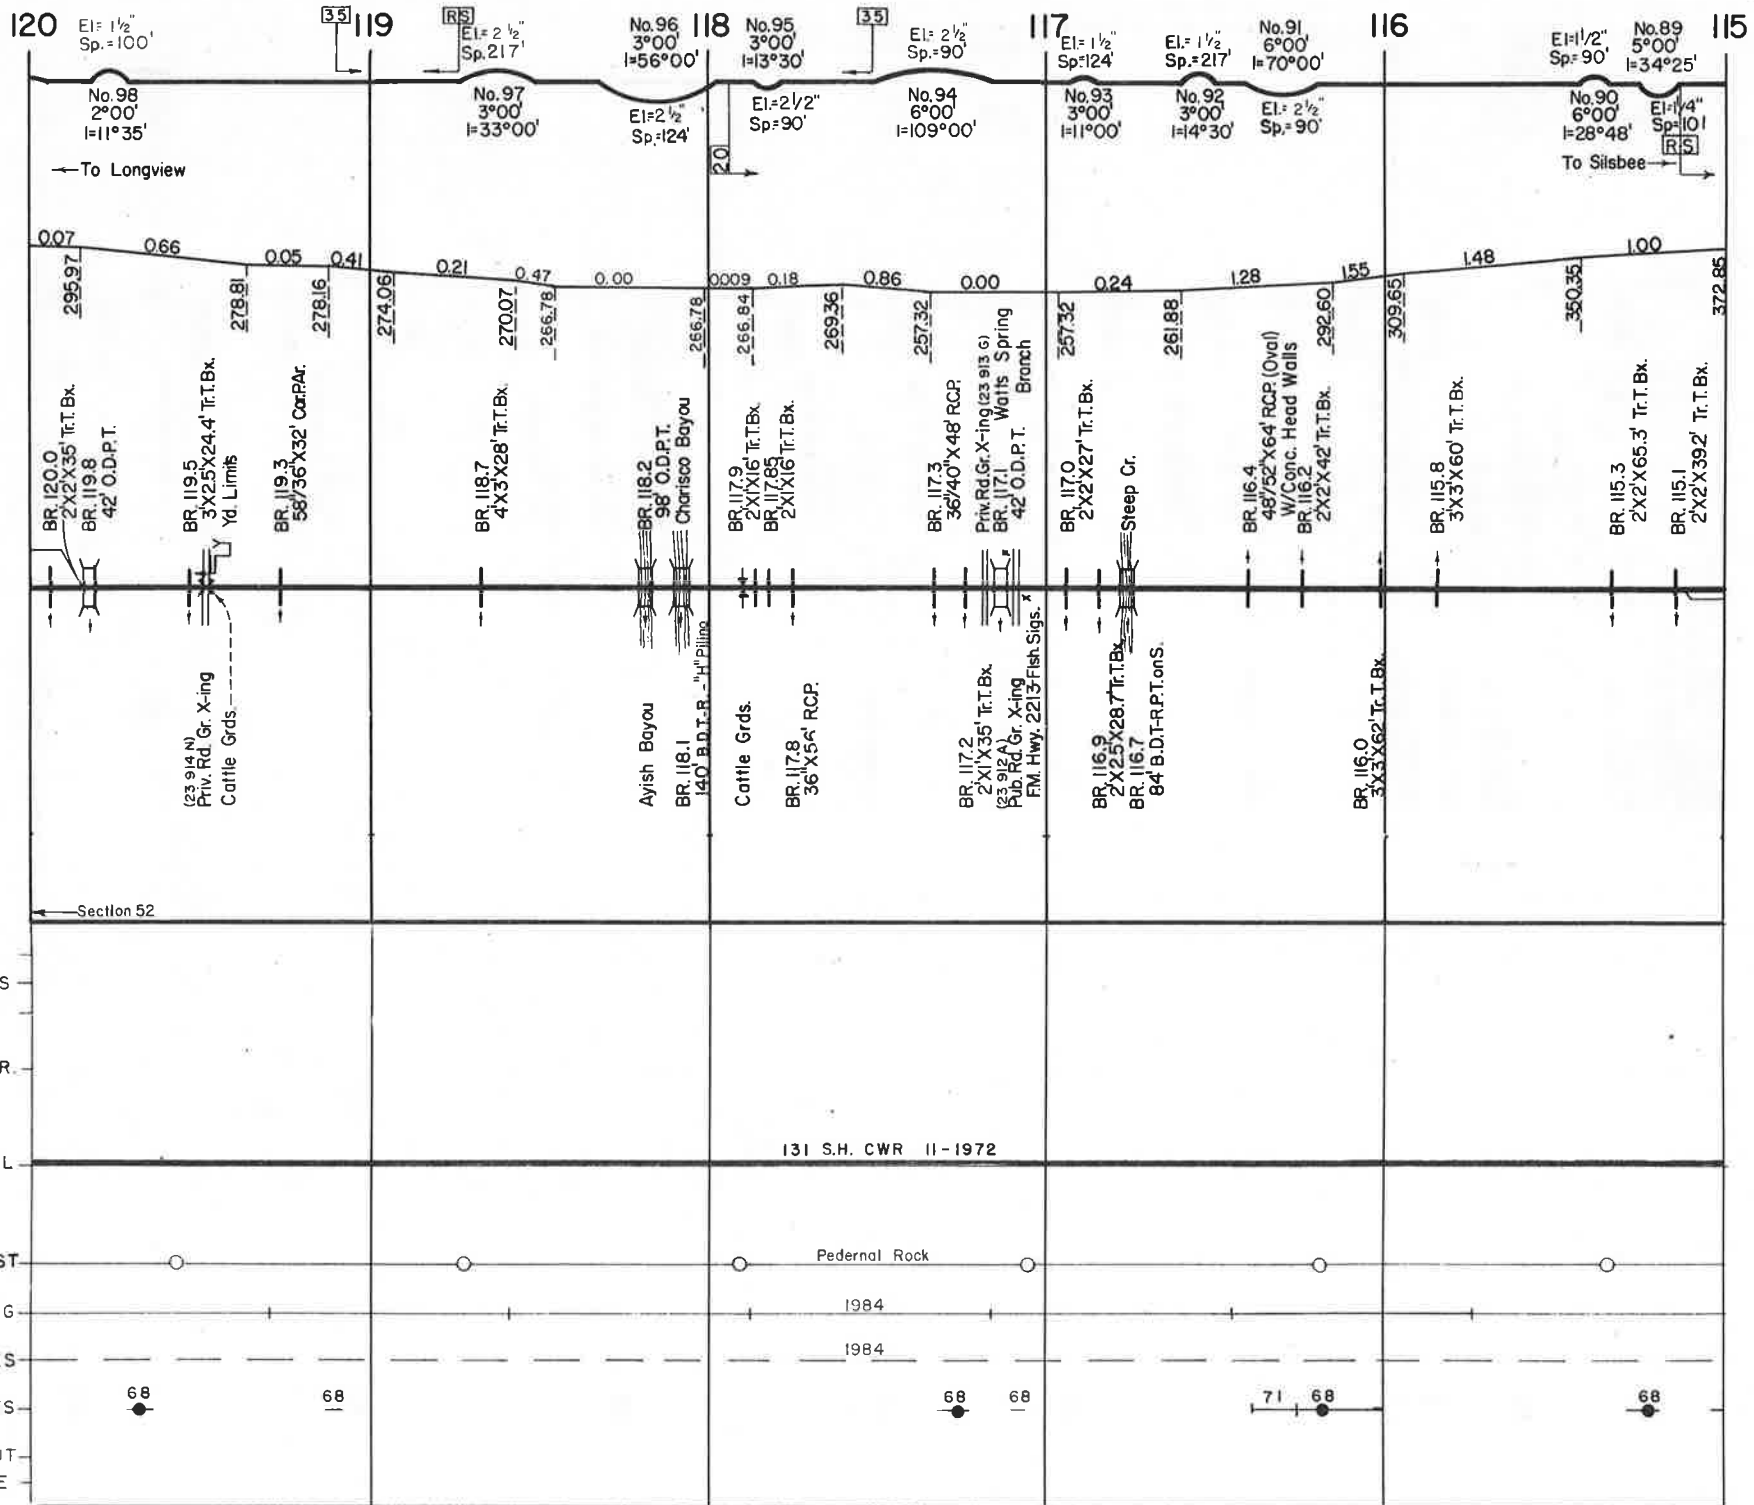 120
119
118
117
116
115
El= 1½"
Sp.=100'
35
RS
El.= 2½"
Sp.217'
No.96
3°00'
I=56°00'
No.95
3°00'
I=13°30'
35
El.= 2½"
Sp.=90'
El.= 1½"
Sp=124'
El.= 1½"
Sp.=217'
No.91
6°00'
I=70°00'
El=11/2"
Sp=90'
No.89
5°00'
I=34°25'
No.98
2°00'
I=11°35'
No.97
3°00'
I=33°00'
El=2½"
Sp.=124'
El.=21/2"
Sp=90'
No.94
6°00'
I=109°00'
No.93
3°00'
I=11°00'
No.92
3°00'
I=14°30'
El.= 2½"
Sp.= 90'
No.90
6°00'
I=28°48'
El=11/4"
Sp=101
RS
←To Longview
20
To Silsbee→
0.07
0.66
0.05
0.41
0.21
0.47
0.00
0.009
0.18
0.86
0.00
0.24
1.28
1.55
1.48
1.00
295.97
278.81
278.16
274.06
270.07
266.78
266.78
266.84
269.36
257.32
257.32
261.88
292.60
309.65
350.35
372.85
BR. 120.0
2'X2'X35' Tr.T.Bx.
BR. 119.8
42' O.D.P.T.
BR. 119.5
3'X2.5'X24.4' Tr.T.Bx.
Yd. Limits
Y
BR. 119.3
58"/36"X32' Cor.P.Ar.
BR. 118.7
4'X3'X28' Tr.T.Bx.
BR. 118.2
98' O.D.P.T.
Charisco Bayou
BR. 117.9
2'X1'X16' Tr.T.Bx.
BR. 117.85
2'X1'X16' Tr.T.Bx.
BR. 117.3
36"/40"X48' R.C.P.
Priv.Rd.Gr.X-ing (23 913 G)
BR. 117.1
42' O.D.P.T.
Watts Spring
Branch
BR. 117.0
2'X2'X27' Tr.T.Bx.
Steep Cr.
BR. 116.4
48"/52"X64' R.C.P. (Oval)
W/Conc. Head Walls
BR. 116.2
2'X2'X42' Tr.T.Bx.
BR. 115.8
3'X3'X60' Tr.T.Bx.
BR. 115.3
2'X2'X65.3' Tr.T.Bx.
BR. 115.1
2'X2'X39.2' Tr.T.Bx.
(23 914 N)
Priv. Rd. Gr. X-ing
Cattle Grds.
Ayish Bayou
BR. 118.1
140' B.D.T.-R.-"H" Piling
Cattle Grds.
BR. 117.8
36"X56' R.C.P.
BR. 117.2
2'X1'X35' Tr.T.Bx.
(23 912 A)
Pub. Rd. Gr. X-ing
F.M. Hwy. 2213 Flsh. Sigs.
x
BR. 116.9
2'X2.5'X28.7' Tr.T.Bx.
BR. 116.7
84' B.D.T-R.P.T. on S.
BR. 116.0
3'X3'X62' Tr.T.Bx.
←Section 52
S
R.
L
131 S.H. CWR 11-1972
ST
Pedernal Rock
G
1984
S
1984
S
68
68
68
68
71
68
68
T
E